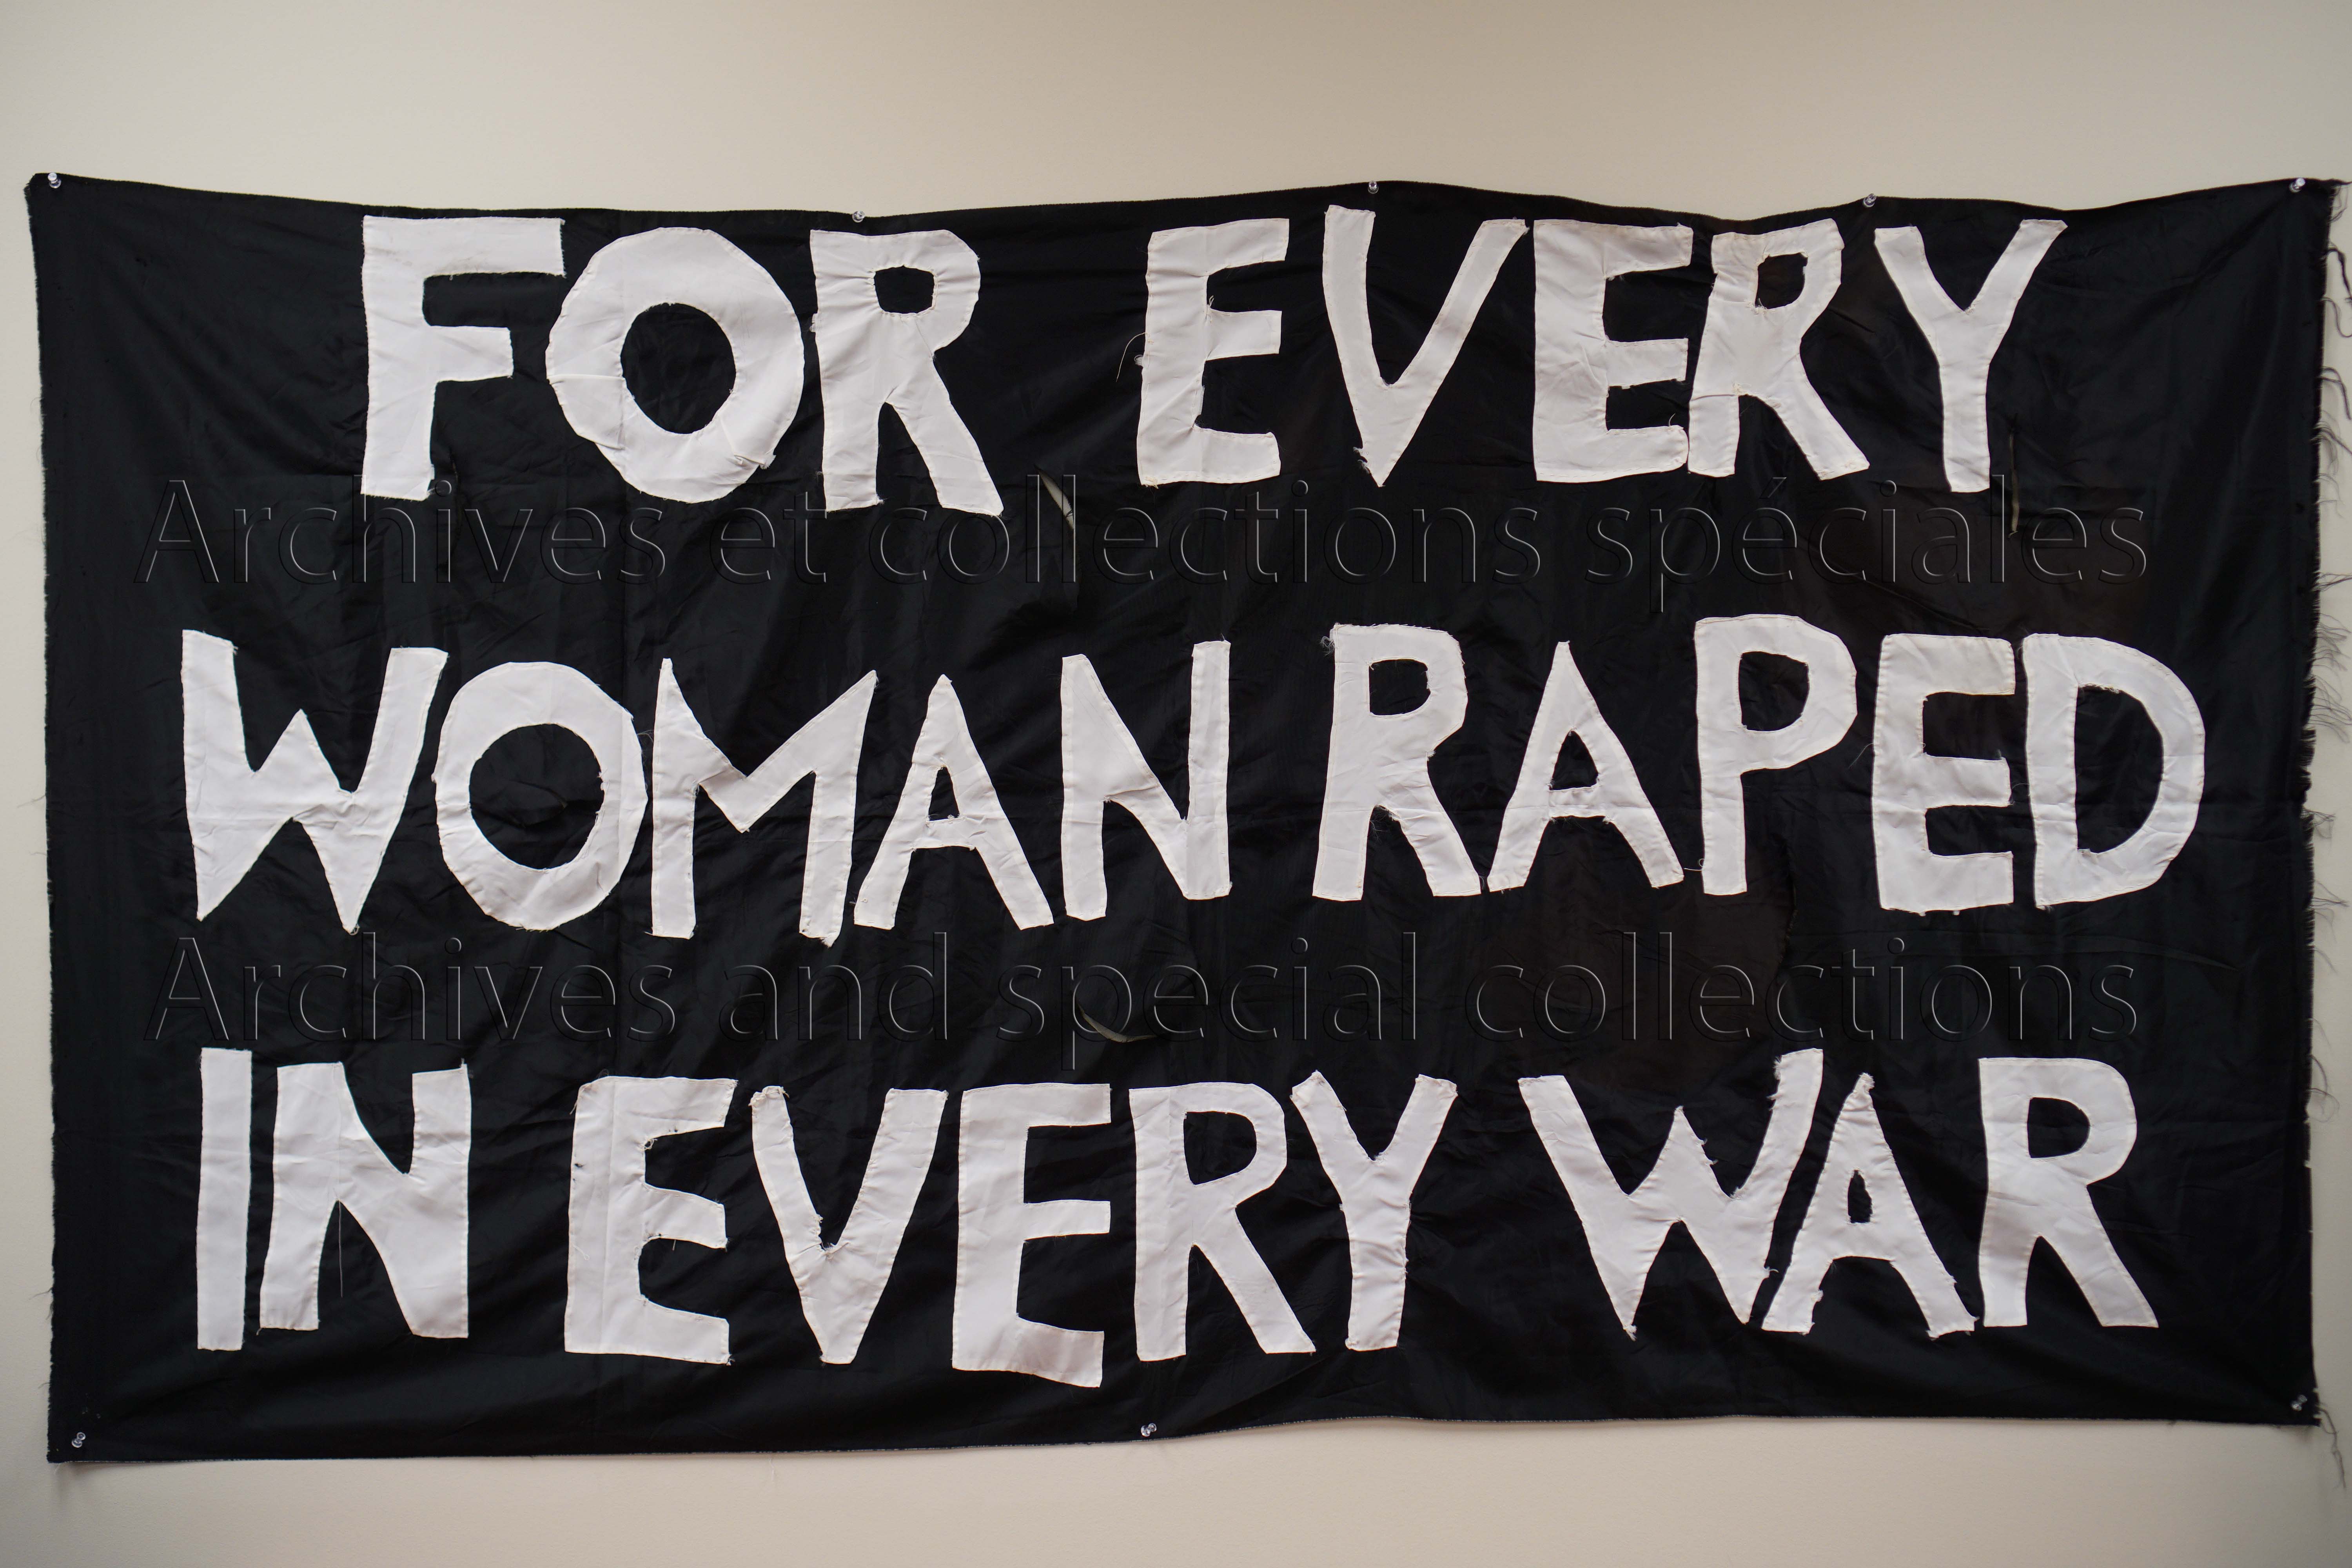 FOR EVERY
Archives et collections spéciales
WOMAN RAPED
Archives and special collections
IN EVERY WAR